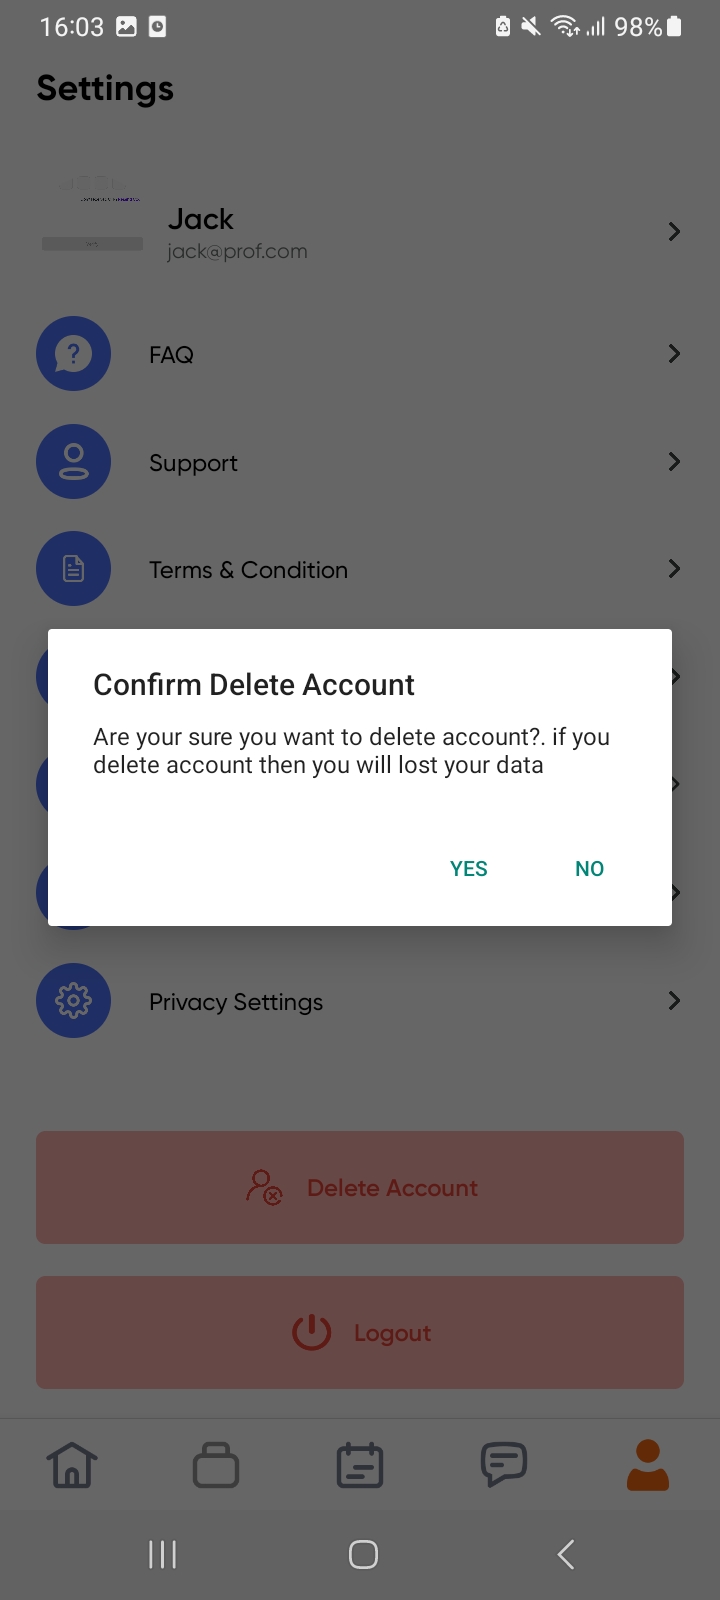 16:03
98%
Settings
Jack
jack@prof.com
FAQ
Support
Terms & Condition
Confirm Delete Account
Are your sure you want to delete account?. if you
delete account then you will lost your data
YES NO
Privacy Settings
Delete Account
Logout